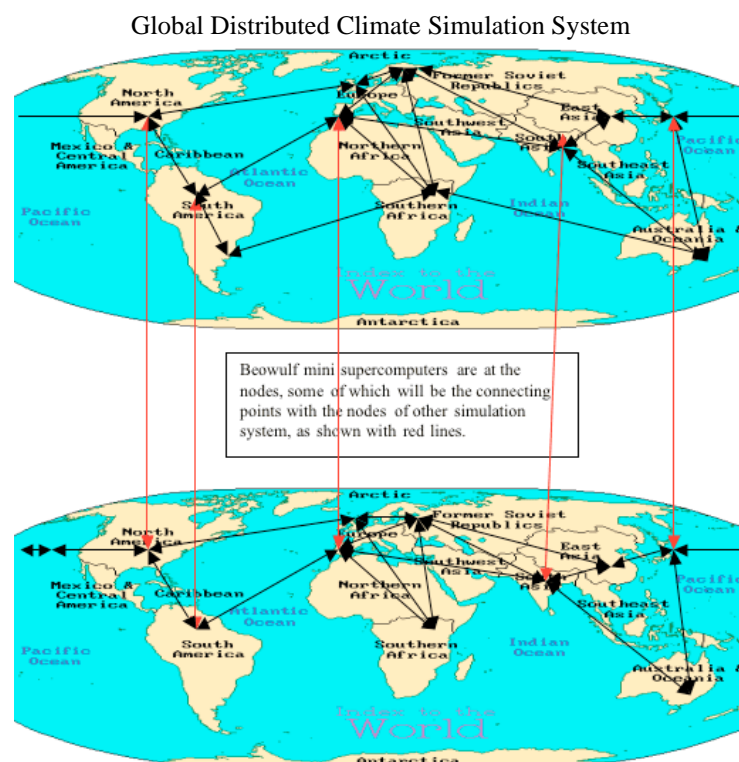 Global Distributed Climate Simulation System
Arctic
North
America
Former Soviet
Republics
Europe
East
Asia
Southwest
Asia
South
Asia
Mexico &
Central
America
Caribbean
Northern
Africa
Pacific
Ocean
Atlantic
Ocean
Southeast
Asia
South
America
Southern
Africa
Indian
Ocean
Pacific
Ocean
Australia &
Oceania
Index to the
World
Antarctica
Beowulf mini supercomputers are at the
nodes, some of which will be the connecting
points with the nodes of other simulation
system, as shown with red lines.
Arctic
North
America
Former Soviet
Republics
Europe
East
Asia
Southwest
Asia
South
Asia
Mexico &
Central
America
Caribbean
Northern
Africa
Pacific
Ocean
Atlantic
Ocean
Southeast
Asia
South
America
Southern
Africa
Indian
Ocean
Pacific
Ocean
Australia &
Oceania
Index to the
World
Antarctica